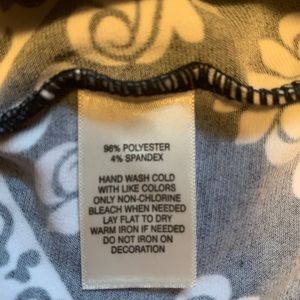 96% POLYESTER
4% SPANDEX
HAND WASH COLD
WITH LIKE COLORS
ONLY NON-CHLORINE
BLEACH WHEN NEEDED
LAY FLAT TO DRY
WARM IRON IF NEEDED
DO NOT IRON ON
DECORATION